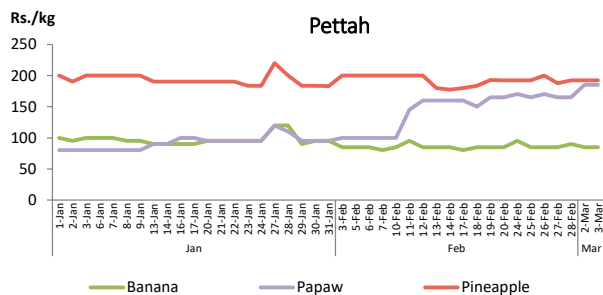 Rs./kg
Pettah
250
200
150
100
50
0
1-Jan
2-Jan
3-Jan
6-Jan
7-Jan
8-Jan
9-Jan
13-Jan
14-Jan
16-Jan
17-Jan
20-Jan
21-Jan
22-Jan
23-Jan
24-Jan
27-Jan
28-Jan
29-Jan
30-Jan
31-Jan
3-Feb
5-Feb
6-Feb
7-Feb
10-Feb
11-Feb
12-Feb
13-Feb
14-Feb
17-Feb
18-Feb
19-Feb
20-Feb
24-Feb
25-Feb
26-Feb
27-Feb
28-Feb
2-Mar
3-Mar
Jan Feb Mar
Banana Papaw Pineapple